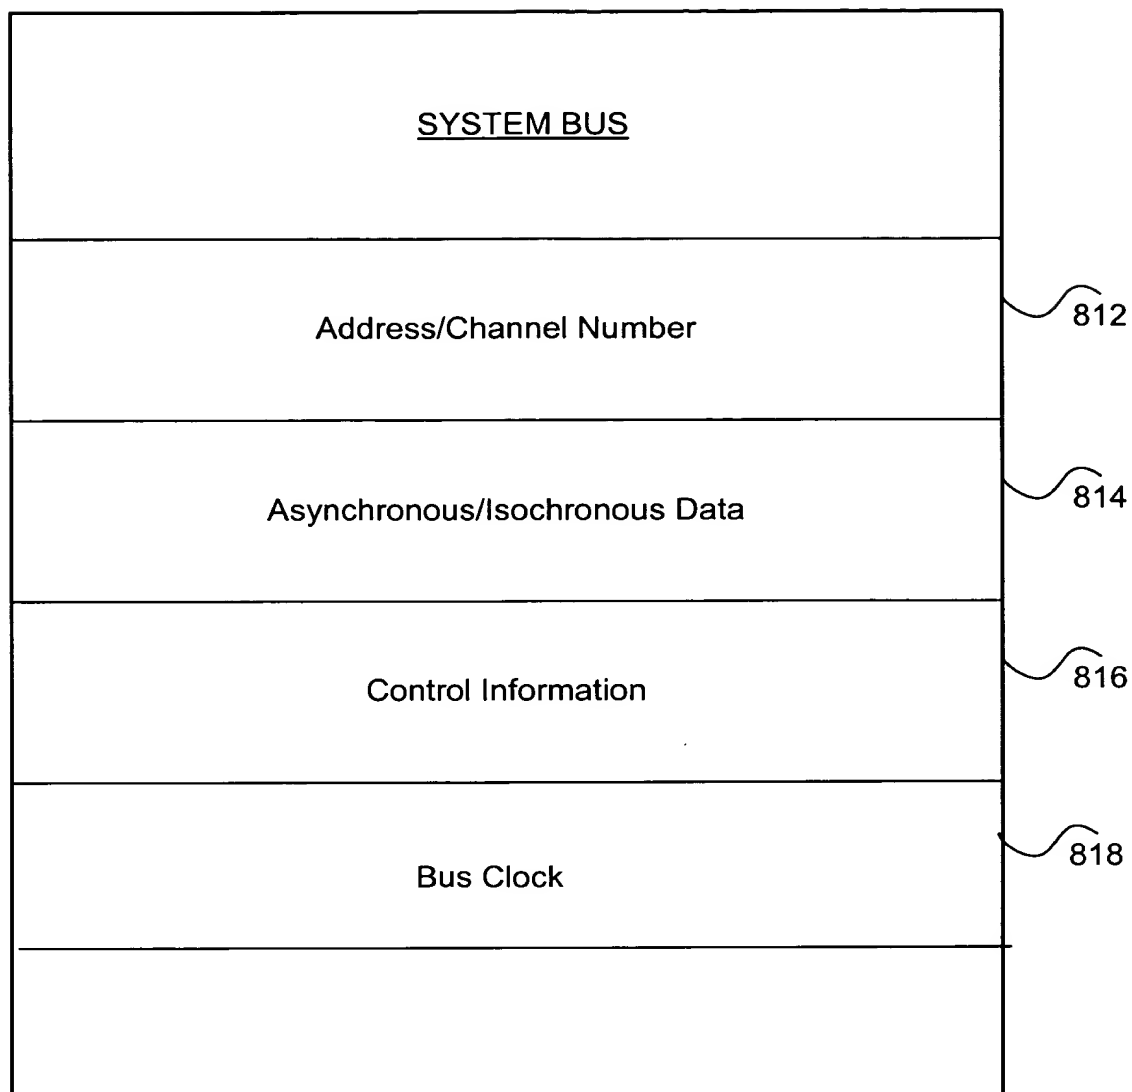 SYSTEM BUS
Address/Channel Number
812
Asynchronous/Isochronous Data
814
Control Information
816
Bus Clock
818